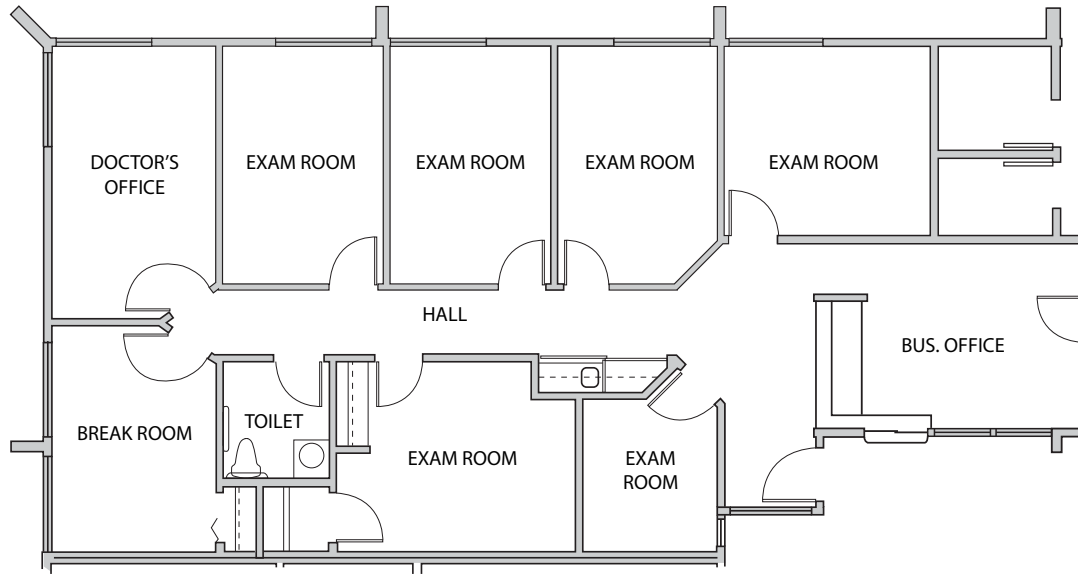 DOCTOR'S
OFFICE
EXAM ROOM
EXAM ROOM
EXAM ROOM
EXAM ROOM
HALL
BUS. OFFICE
BREAK ROOM
TOILET
EXAM ROOM
EXAM
ROOM